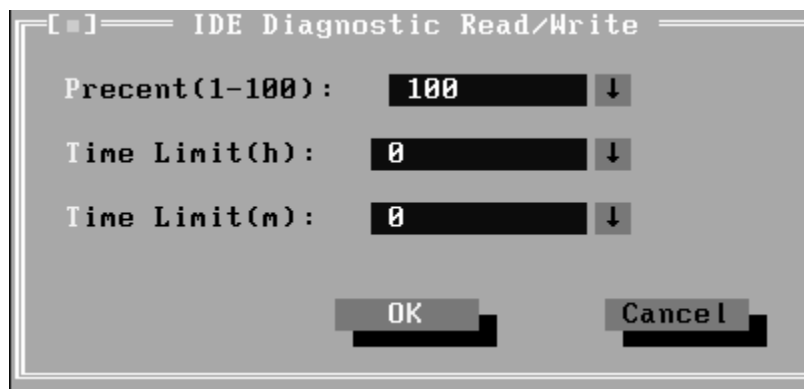 IDE Diagnostic Read/Write
Precent(1-100): 100 ↓
Time Limit(h): 0 ↓
Time Limit(m): 0 ↓
OK Cancel